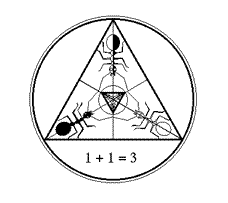 1 + 1 = 3